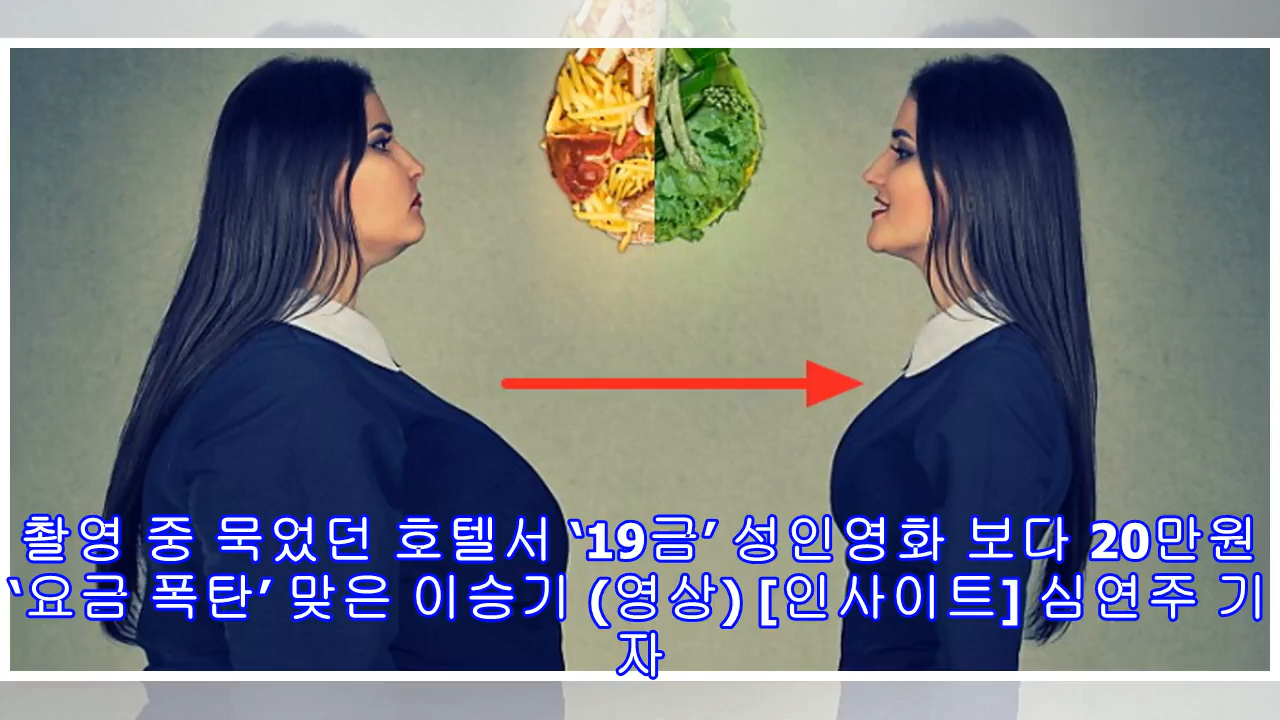 촬영 중 묵었던 호텔서 ‘19금’ 성인영화 보다 20만원
‘요금 폭탄’ 맞은 이승기 (영상) [인사이트] 심연주 기
자